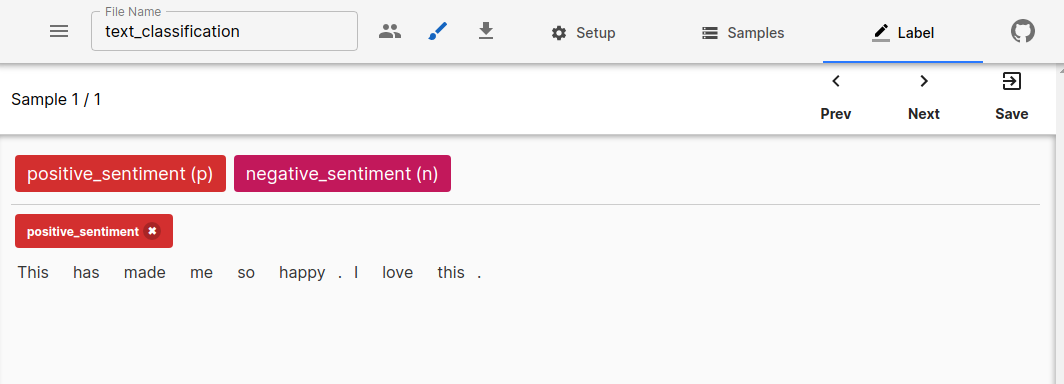 File Name
text_classification
Setup
Samples
Label
Sample 1 / 1
Prev
Next
Save
positive_sentiment (p)
negative_sentiment (n)
positive_sentiment
This has made me so happy . I love this .